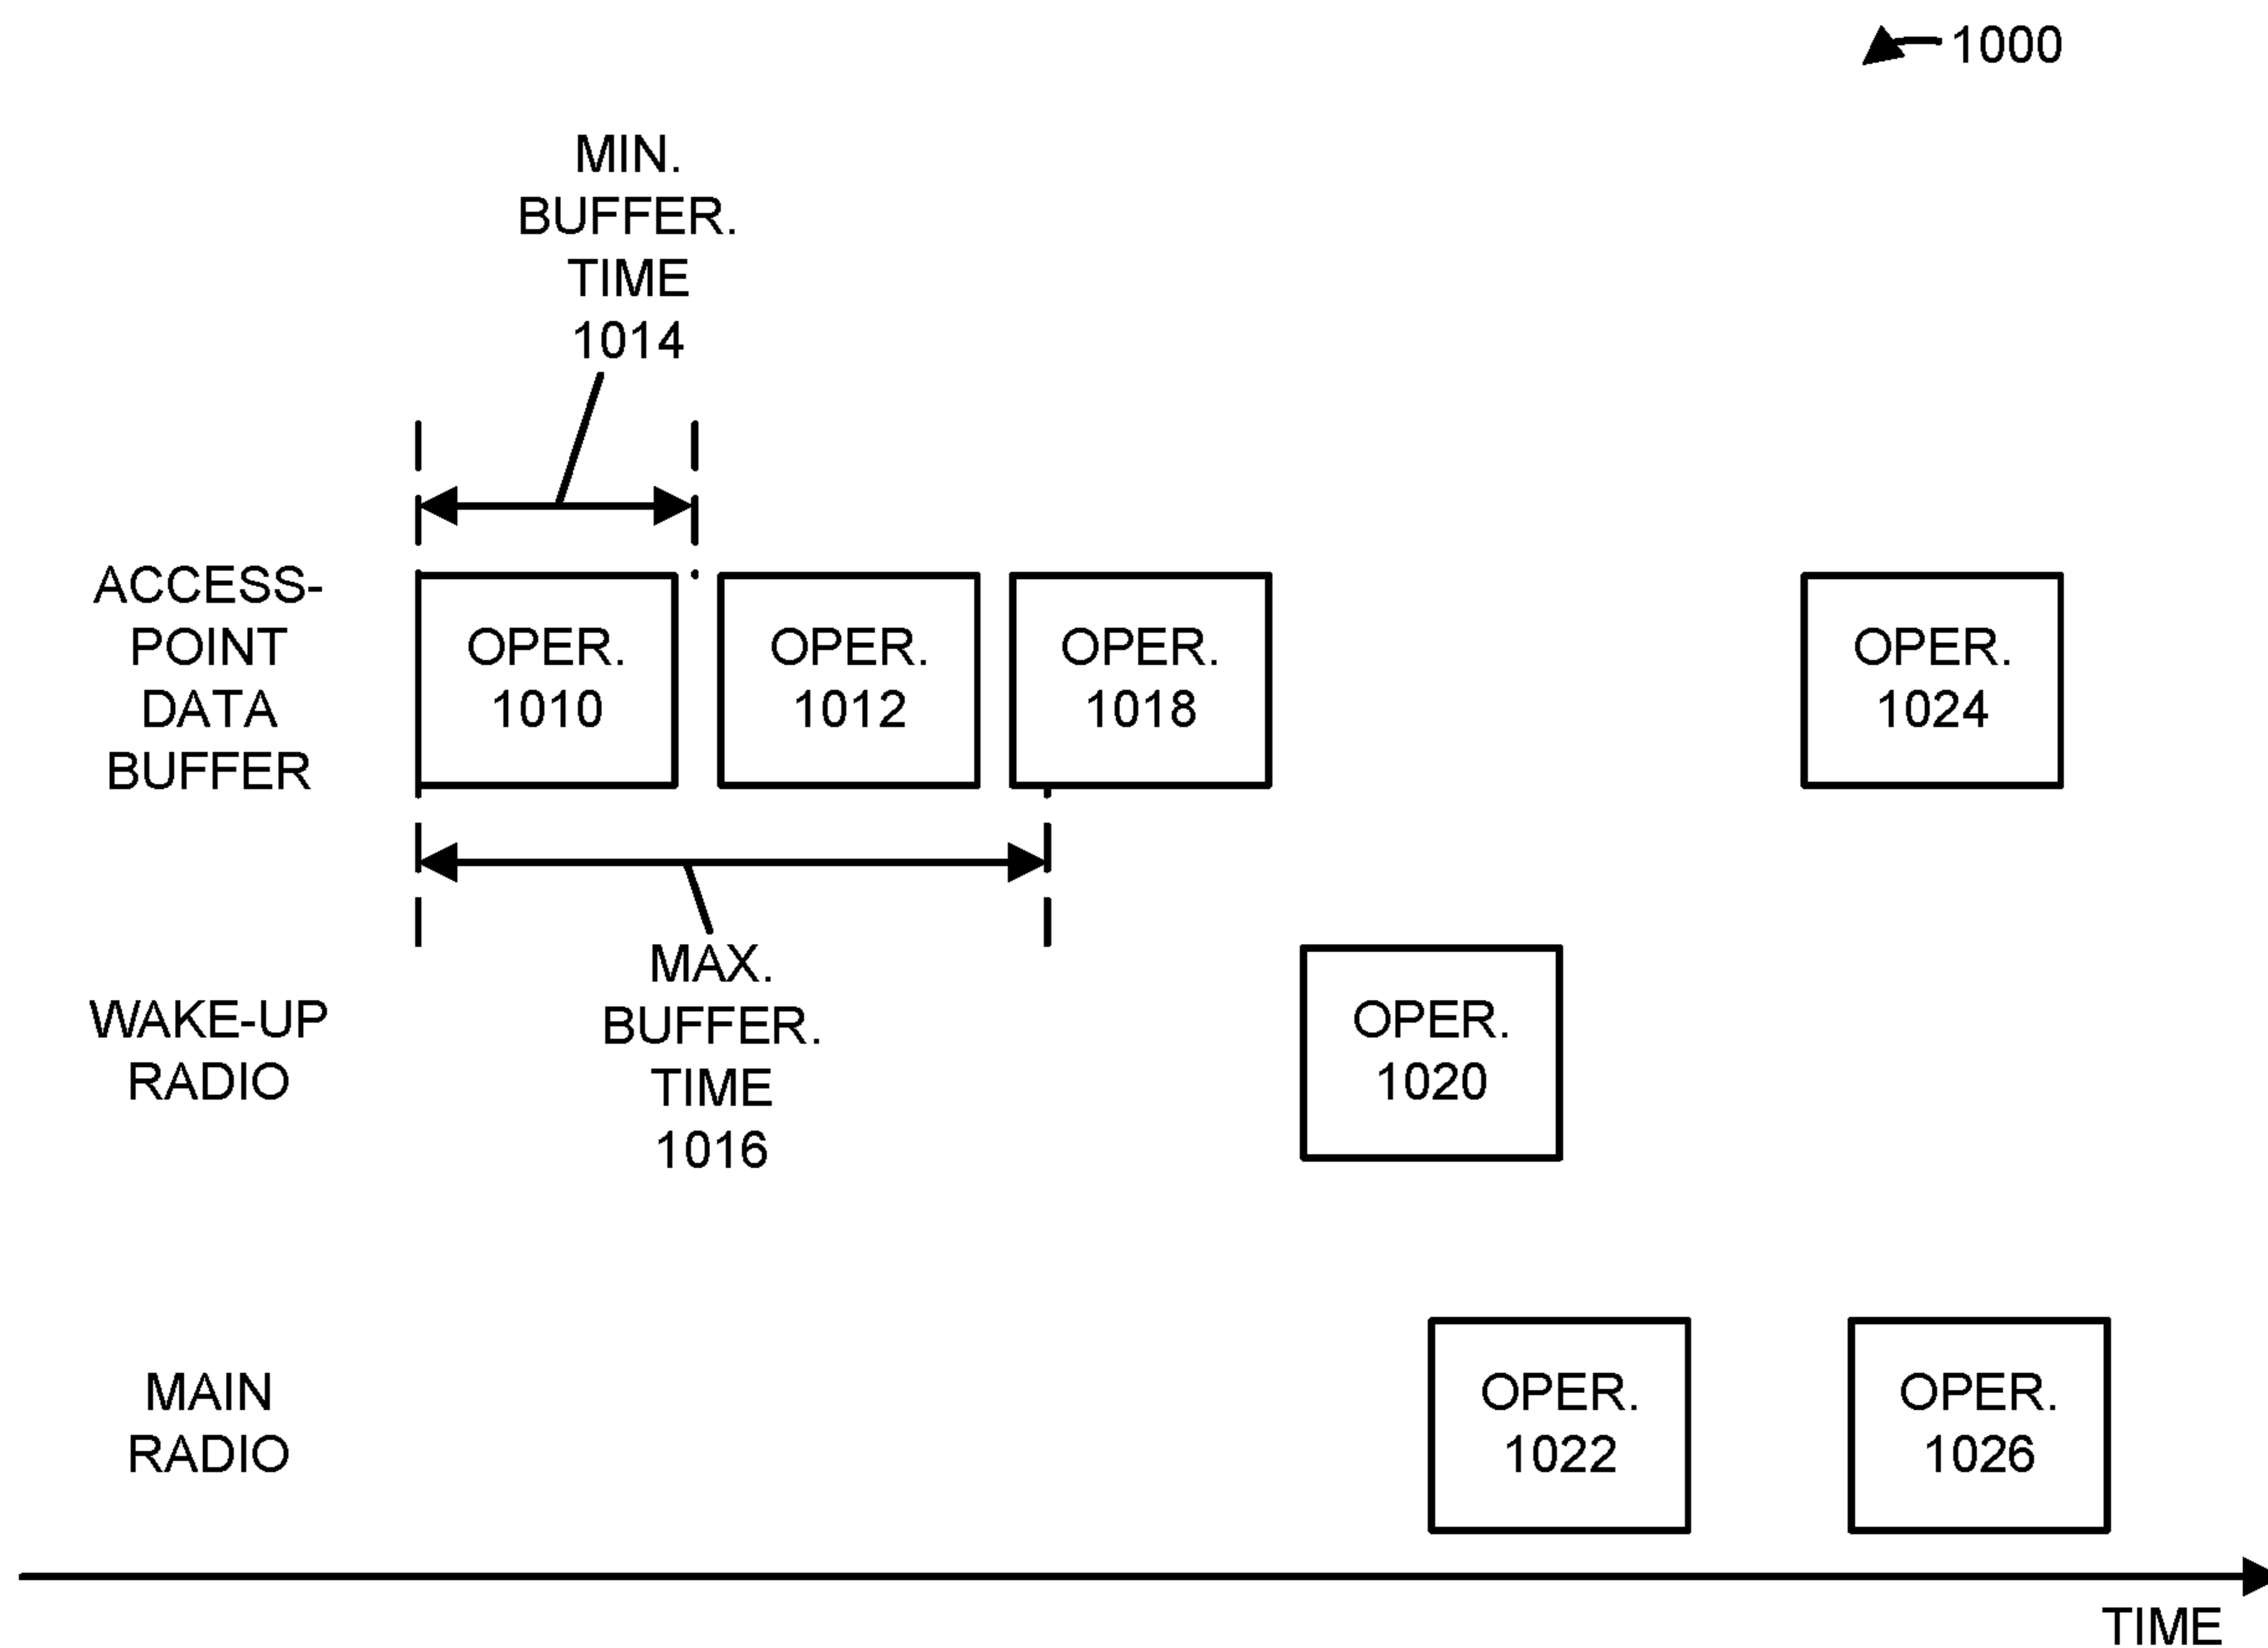 1000
MIN.
BUFFER.
TIME
1014
ACCESS-
POINT
DATA
BUFFER
OPER.
1010
OPER.
1012
OPER.
1018
OPER.
1024
MAX.
BUFFER.
TIME
1016
WAKE-UP
RADIO
OPER.
1020
MAIN
RADIO
OPER.
1022
OPER.
1026
TIME